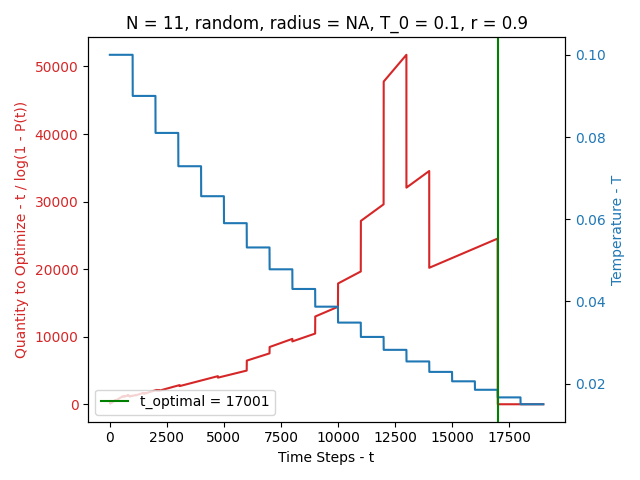 N = 11, random, radius = NA, T_0 = 0.1, r = 0.9
Quantity to Optimize - t / log(1 - P(t))
50000
40000
30000
20000
10000
0
0.10
0.08
0.06
0.04
0.02
Temperature - T
t_optimal = 17001
0 2500 5000 7500 10000 12500 15000 17500
Time Steps - t